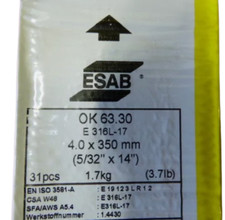 ESAB
OK 63.30
E 316L-17
4.0 x 350 mm
(5/32" x 14")
31pcs 1.7kg (3.7lb)
EN ISO 3581-A : E 19 12 3 L R 1 2
CSA W48 : E 316L-17
SFA/AWS A5.4 : E316L-17
Werkstoffnummer : 1.4430